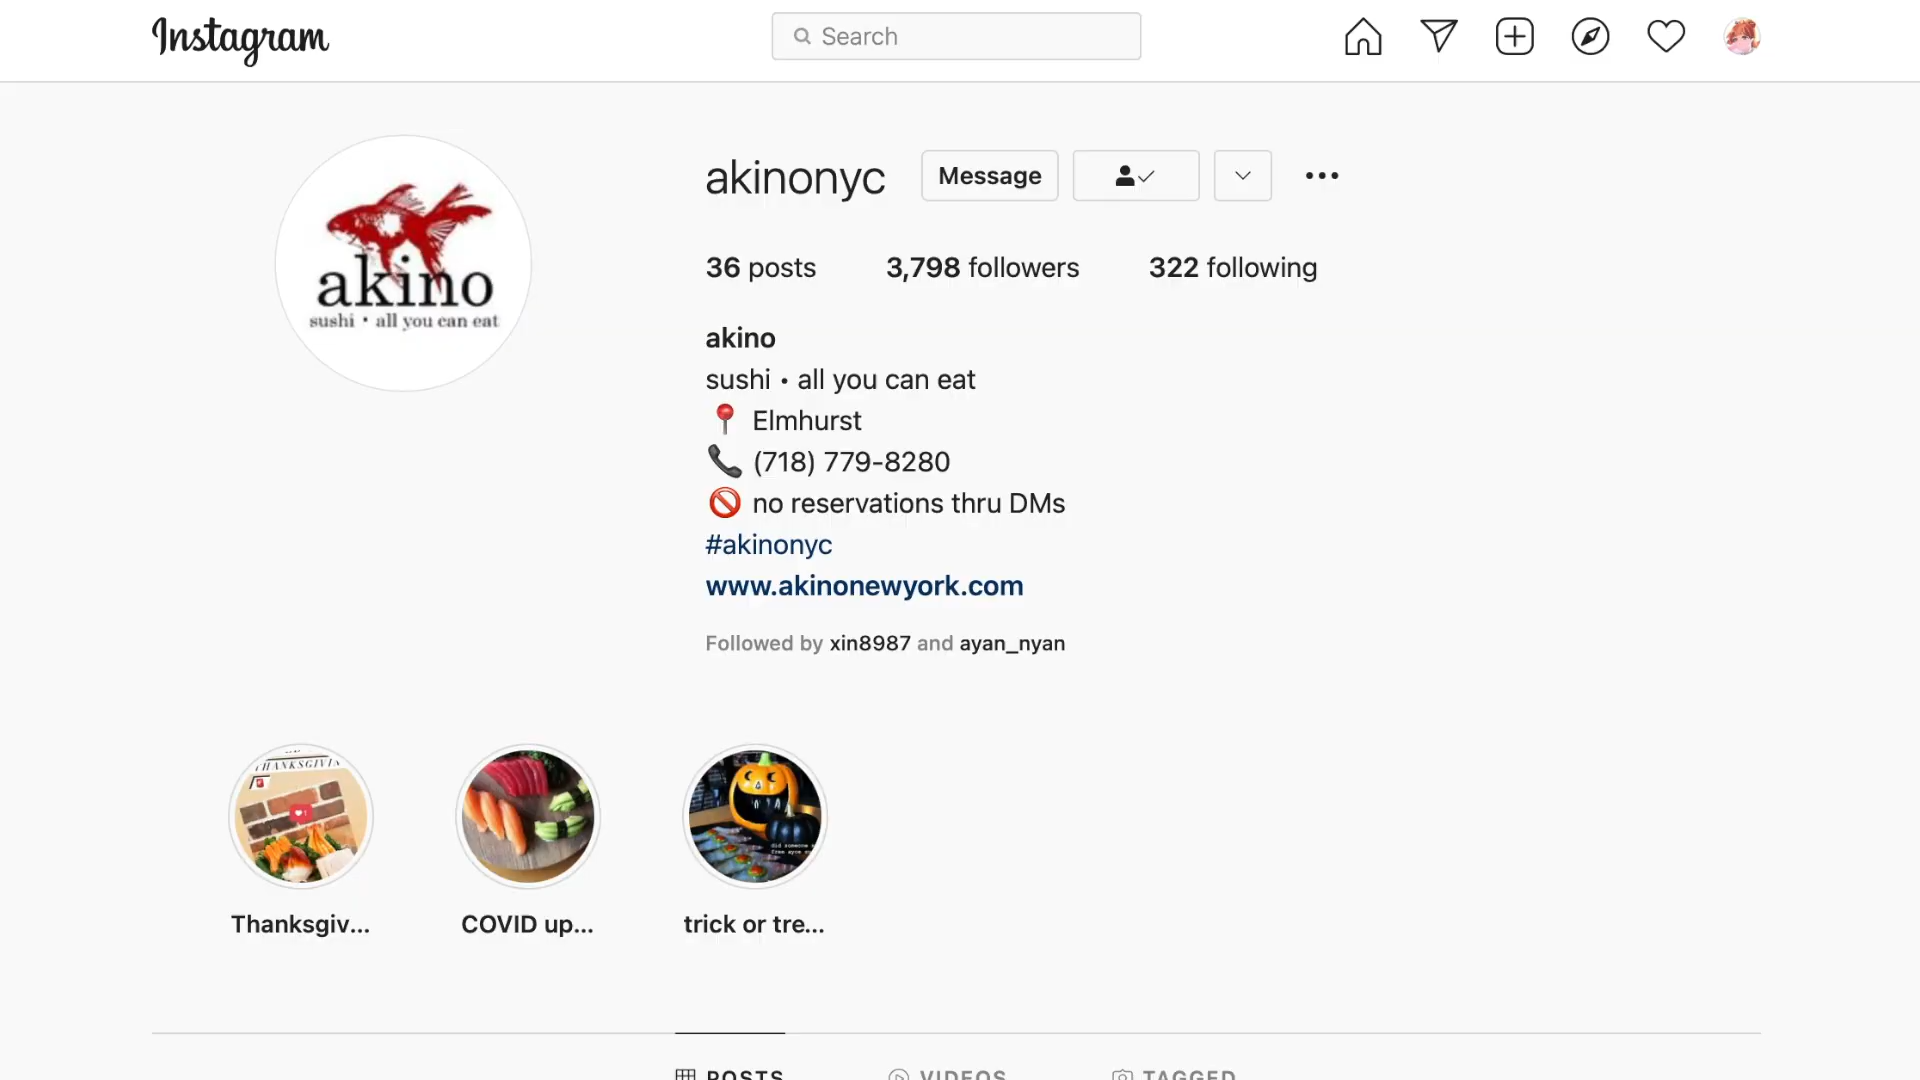 Instagram
Search
akino
sushi • all you can eat
akinonyc
Message
36 posts 3,798 followers 322 following
akino
sushi • all you can eat
Elmhurst
(718) 779-8280
no reservations thru DMs
#akinonyc
www.akinonewyork.com
Followed by xin8987 and ayan_nyan
Thanksgiv... COVID up... trick or tre...
POSTS VIDEOS TAGGED